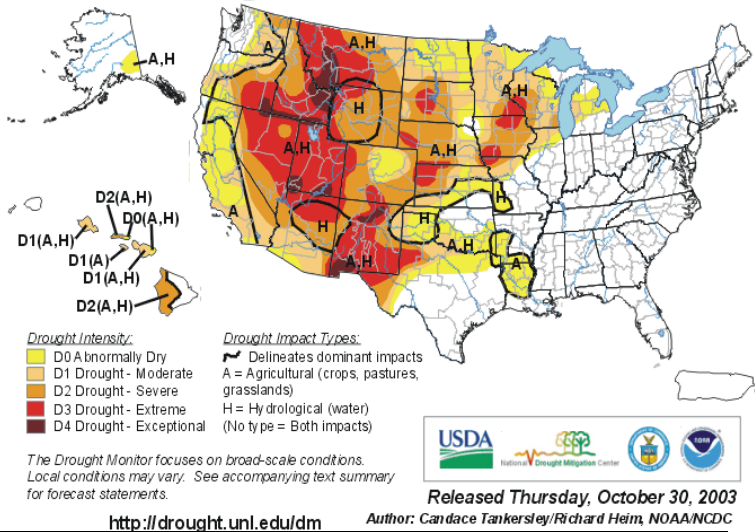 A,H
A
A,H
H
A,H
A,H
A,H
H
A
H
H
A,H
A,H
A
D2(A,H)
D0(A,H)
D1(A,H)
D1(A)
D1(A,H)
D2(A,H)
Drought Intensity:
D0 Abnormally Dry
D1 Drought - Moderate
D2 Drought - Severe
D3 Drought - Extreme
D4 Drought - Exceptional
Drought Impact Types:
Delineates dominant impacts
A = Agricultural (crops, pastures,
grasslands)
H = Hydrological (water)
(No type = Both impacts)
The Drought Monitor focuses on broad-scale conditions.
Local conditions may vary. See accompanying text summary
for forecast statements.
http://drought.unl.edu/dm
USDA
National Drought Mitigation Center
NOAA
Released Thursday, October 30, 2003
Author: Candace Tankersley/Richard Heim, NOAA/NCDC